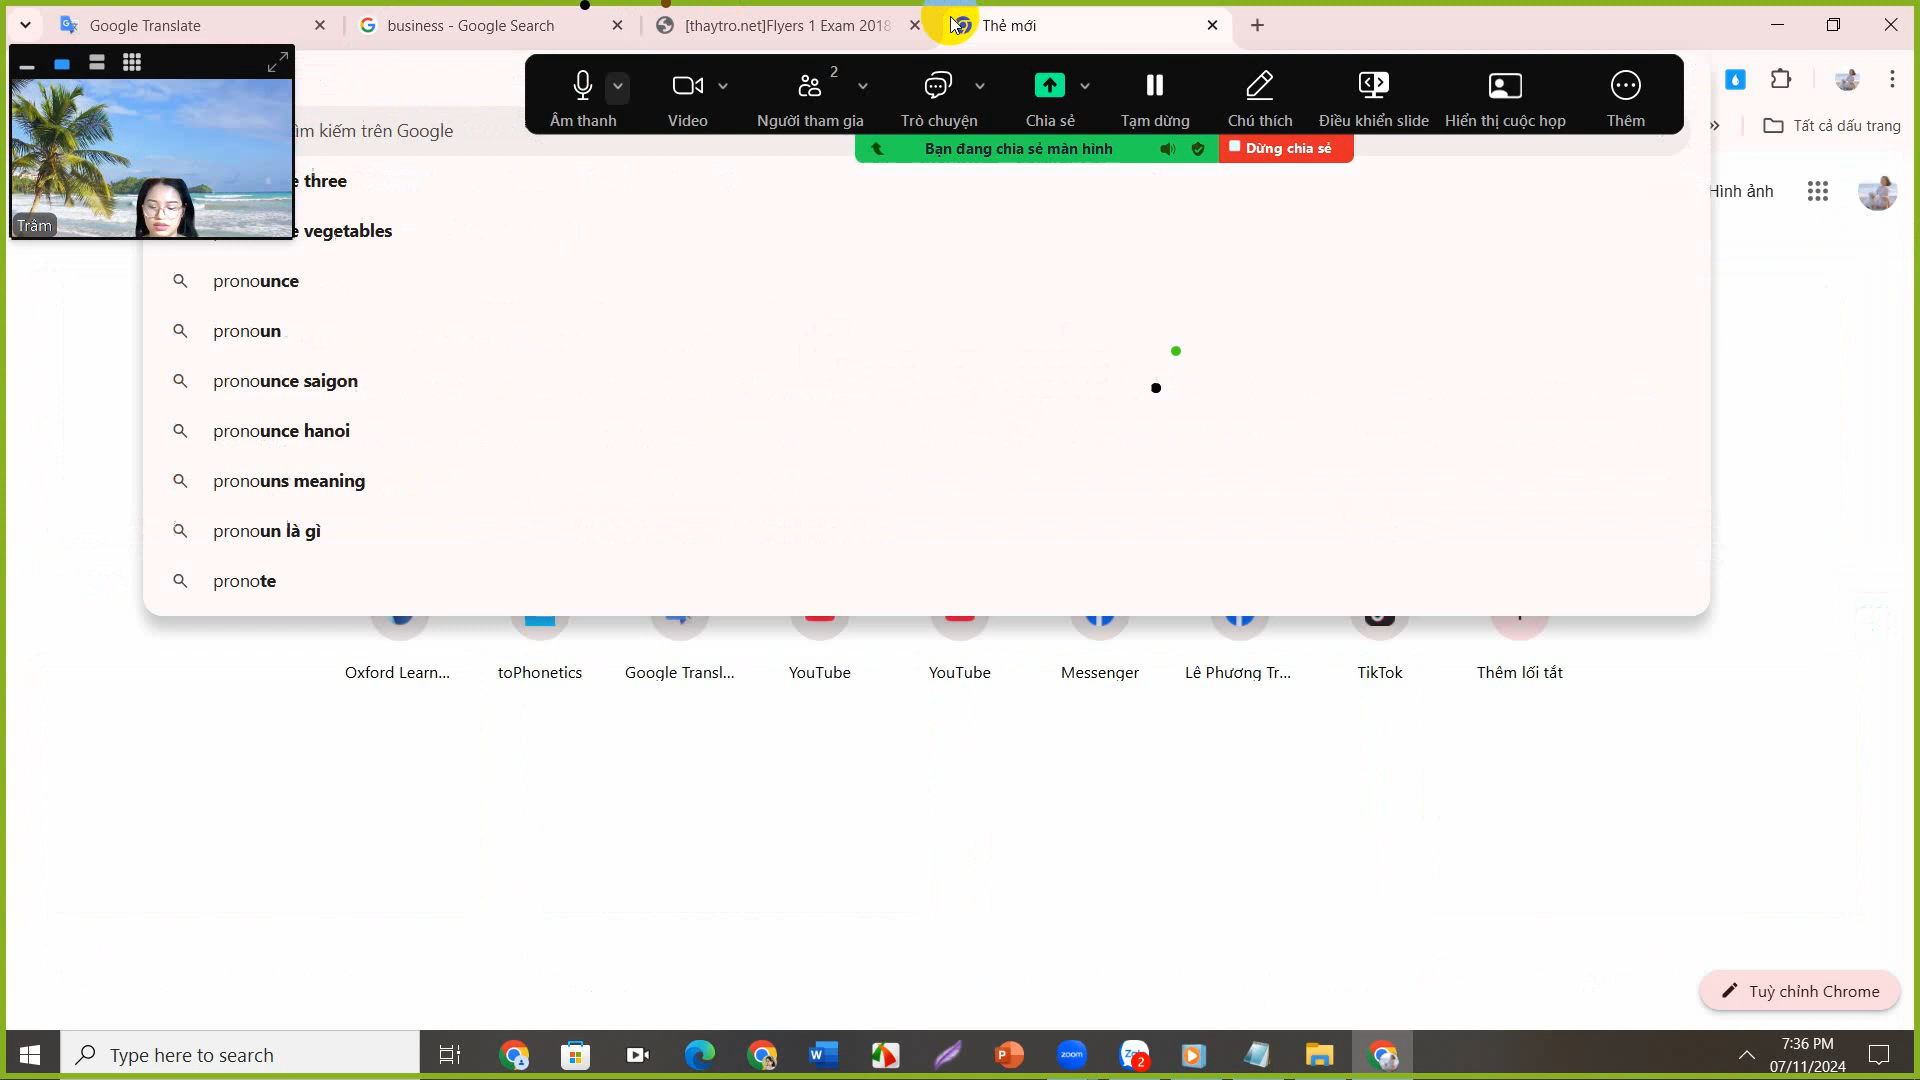 Google Translate
business - Google Search
[thaytro.net]Flyers 1 Exam 2018
Thẻ mới
2
Âm thanh
Video
Người tham gia
Trò chuyện
Chia sẻ
Tạm dừng
Chú thích
Điều khiển slide
Hiển thị cuộc họp
Thêm
Bạn đang chia sẻ màn hình
Dừng chia sẻ
Tất cả dấu trang
kiếm trên Google
Trâm
three
vegetables
Hình ảnh
pronounce
pronoun
pronounce saigon
pronounce hanoi
pronouns meaning
pronoun là gì
pronote
Oxford Learn...
toPhonetics
Google Transl...
YouTube
YouTube
Messenger
Lê Phương Tr...
TikTok
Thêm lối tắt
Tuỳ chỉnh Chrome
Type here to search
zoom
2
7:36 PM
07/11/2024